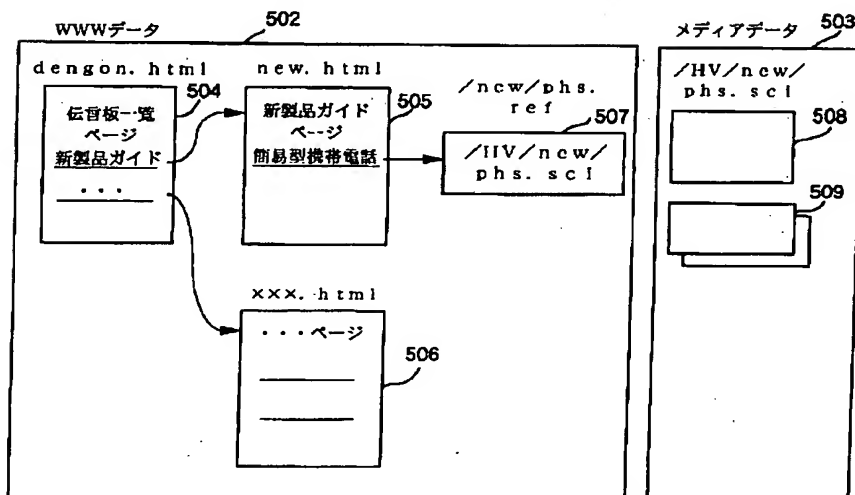 WWWデータ
502
dengon. html
504
伝言板一覧
ページ
新製品ガイド
・・・
new. html
505
新製品ガイド
ページ
簡易型携帯電話
/new/phs.
ref
507
/HV/new/
phs. scl
×××. html
・・・ページ
506
メディアデータ
503
/HV/new/
phs. scl
508
509